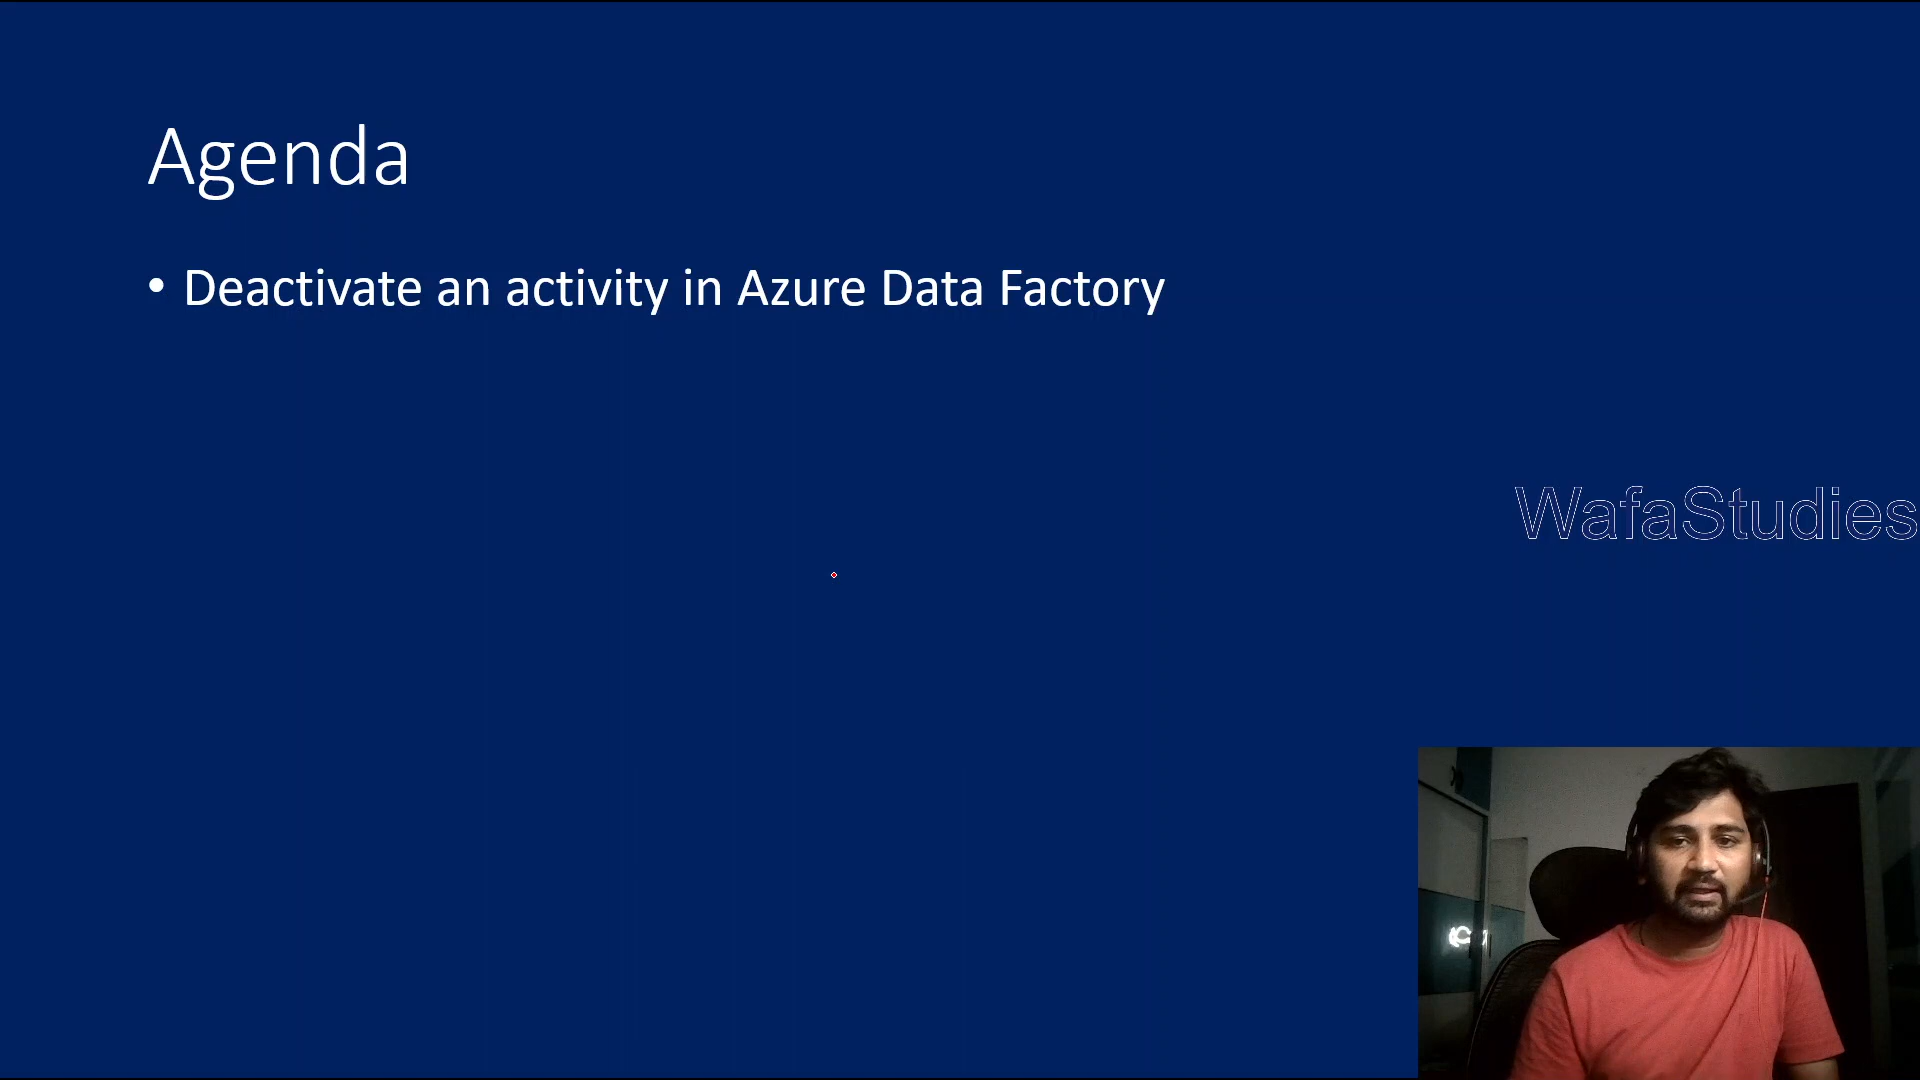 Agenda
• Deactivate an activity in Azure Data Factory
WafaStudies